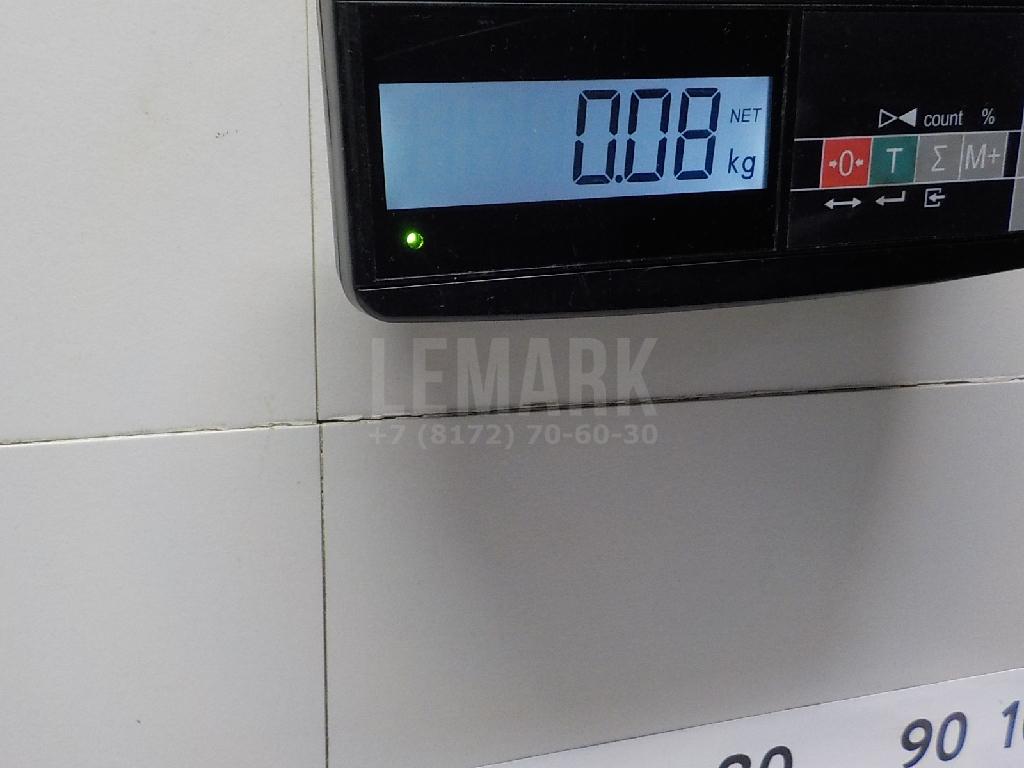 0.08 NET kg
count %
0 T Σ M+
LEMARK
+7 (8172) 70-60-30
90